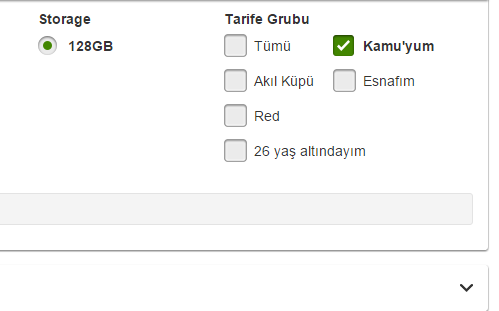 Storage
128GB
Tarife Grubu
Tümü
Kamu'yum
Akıl Küpü
Esnafım
Red
26 yaş altındayım